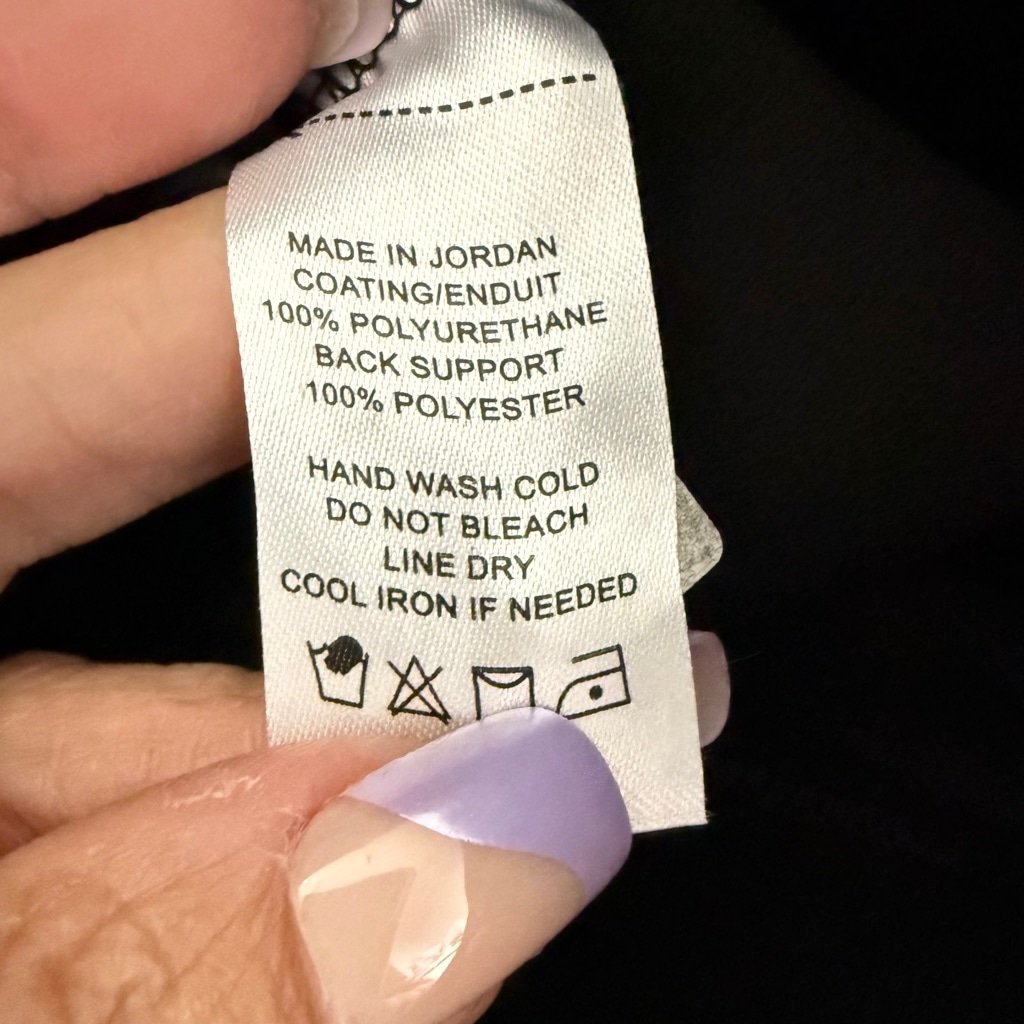 MADE IN JORDAN
COATING/ENDUIT
100% POLYURETHANE
BACK SUPPORT
100% POLYESTER
HAND WASH COLD
DO NOT BLEACH
LINE DRY
COOL IRON IF NEEDED